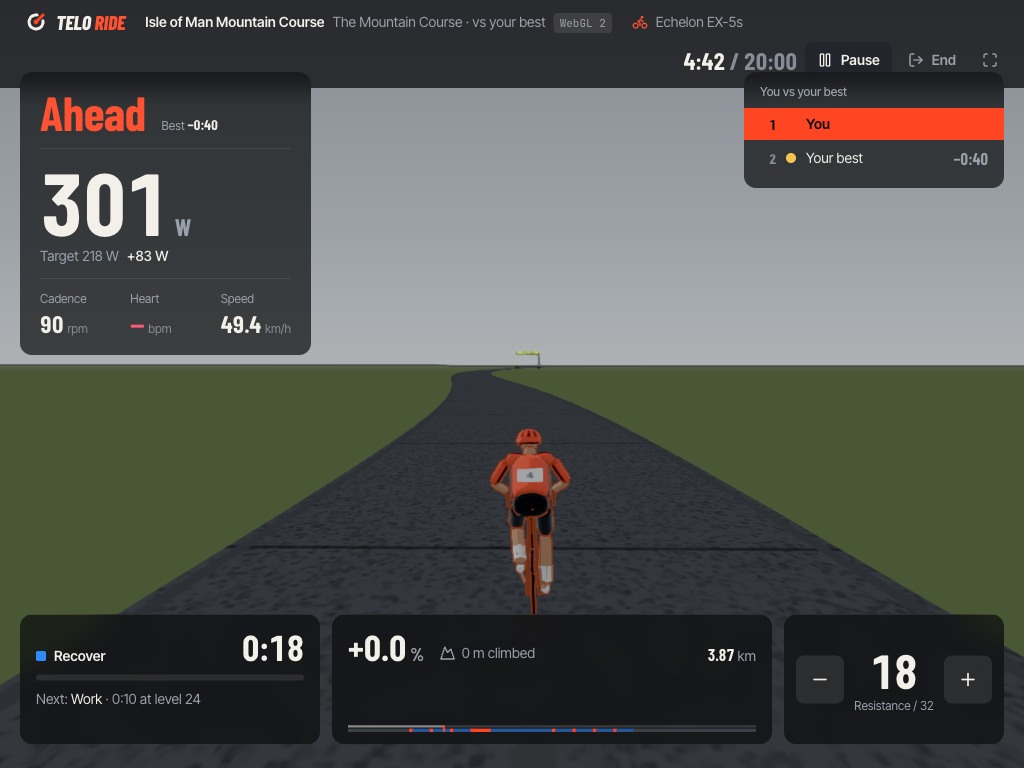 TELO RIDE Isle of Man Mountain Course The Mountain Course · vs your best WebGL 2 Echelon EX-5s
4:42 / 20:00 Pause End
Ahead Best −0:40
301 W
Target 218 W +83 W
Cadence Heart Speed
90 rpm – bpm 49.4 km/h
You vs your best
1 You
2 Your best −0:40
4
Recover 0:18
Next: Work · 0:10 at level 24
+0.0 % 0 m climbed 3.87 km
− 18 +
Resistance / 32